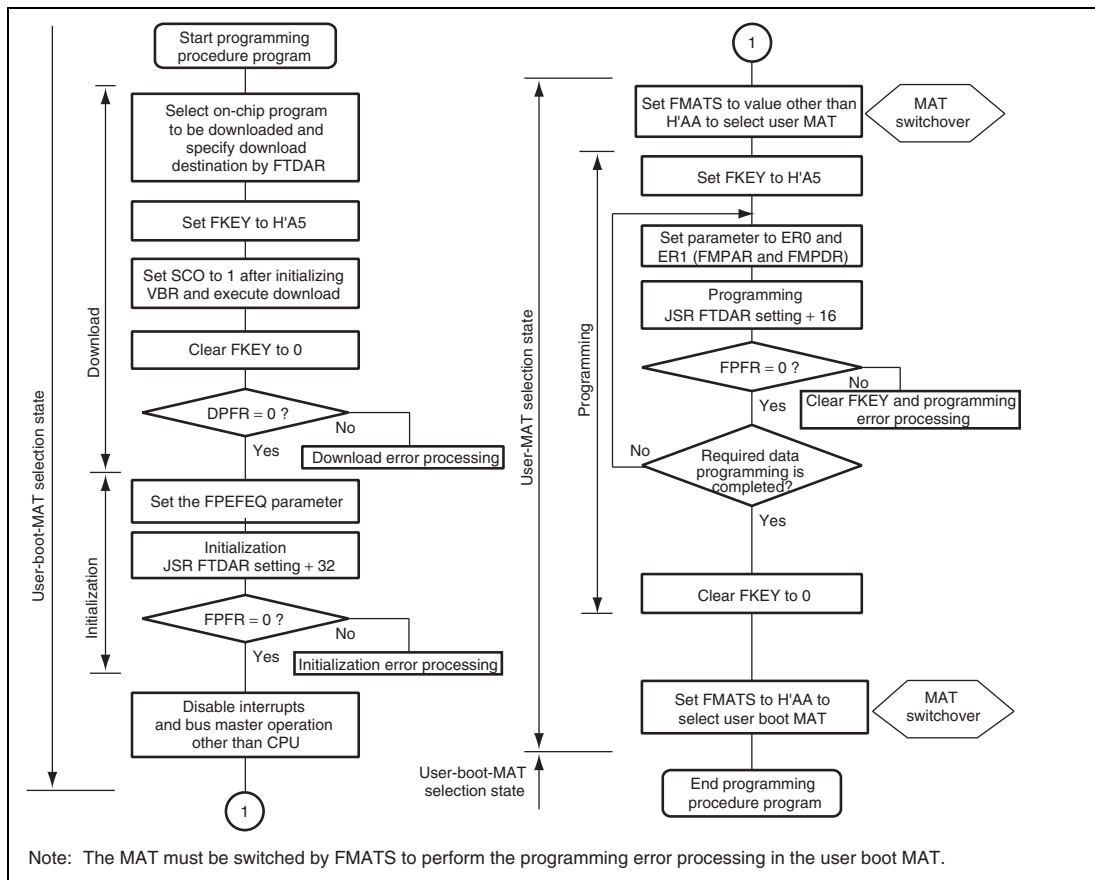 Start programming
procedure program
Select on-chip program
to be downloaded and
specify download
destination by FTDAR
Set FKEY to H'A5
Set SCO to 1 after initializing
VBR and execute download
Clear FKEY to 0
DPFR = 0 ?
No
Yes
Download error processing
Set the FPEFEQ parameter
Initialization
JSR FTDAR setting + 32
FPFR = 0 ?
No
Yes
Initialization error processing
Disable interrupts
and bus master operation
other than CPU
1
User-boot-MAT selection state
Download
Initialization
1
Set FMATS to value other than
H'AA to select user MAT
MAT
switchover
Set FKEY to H'A5
Set parameter to ER0 and
ER1 (FMPAR and FMPDR)
Programming
JSR FTDAR setting + 16
FPFR = 0 ?
No
Yes
Clear FKEY and programming
error processing
No
Required data
programming is
completed?
Yes
Clear FKEY to 0
Set FMATS to H'AA to
select user boot MAT
MAT
switchover
End programming
procedure program
User-MAT selection state
Programming
User-boot-MAT
selection state
Note: The MAT must be switched by FMATS to perform the programming error processing in the user boot MAT.